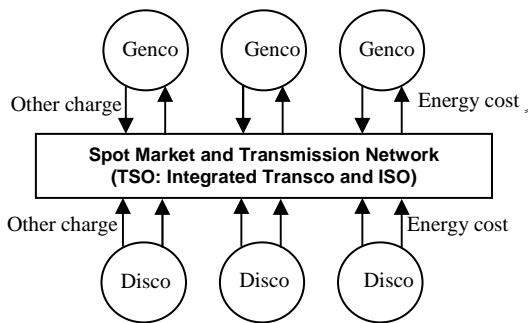 Genco Genco Genco
Other charge Energy cost
Spot Market and Transmission Network
(TSO: Integrated Transco and ISO)
Other charge Energy cost
Disco Disco Disco